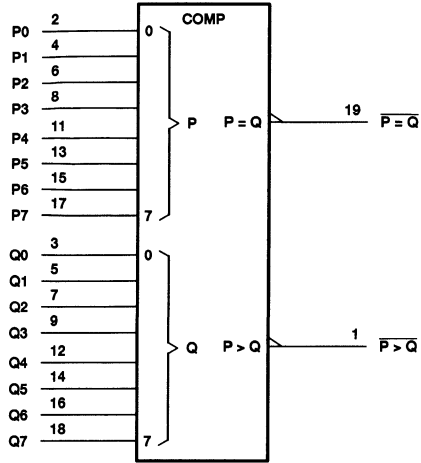 COMP
P0 2 0
P1 4
P2 6
P3 8
P4 11
P5 13
P6 15
P7 17 7
P
P = Q 19 P = Q
Q0 3 0
Q1 5
Q2 7
Q3 9
Q4 12
Q5 14
Q6 16
Q7 18 7
Q
P > Q 1 P > Q